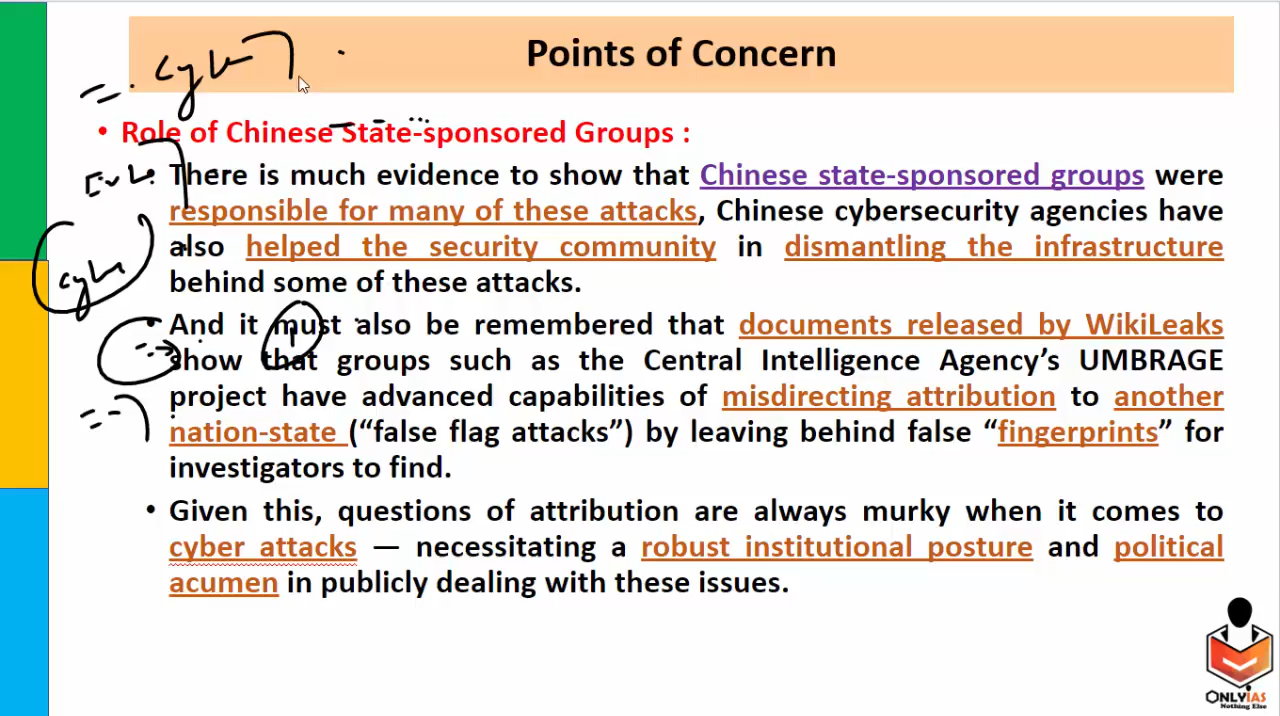 Points of Concern
cyber
• Role of Chinese State-sponsored Groups :
• There is much evidence to show that Chinese state-sponsored groups were
responsible for many of these attacks, Chinese cybersecurity agencies have
also helped the security community in dismantling the infrastructure
behind some of these attacks.
cyber
• And it must also be remembered that documents released by WikiLeaks
show that groups such as the Central Intelligence Agency’s UMBRAGE
project have advanced capabilities of misdirecting attribution to another
nation-state (“false flag attacks”) by leaving behind false “fingerprints” for
investigators to find.
• Given this, questions of attribution are always murky when it comes to
cyber attacks — necessitating a robust institutional posture and political
acumen in publicly dealing with these issues.
ONLYIAS
Nothing Else